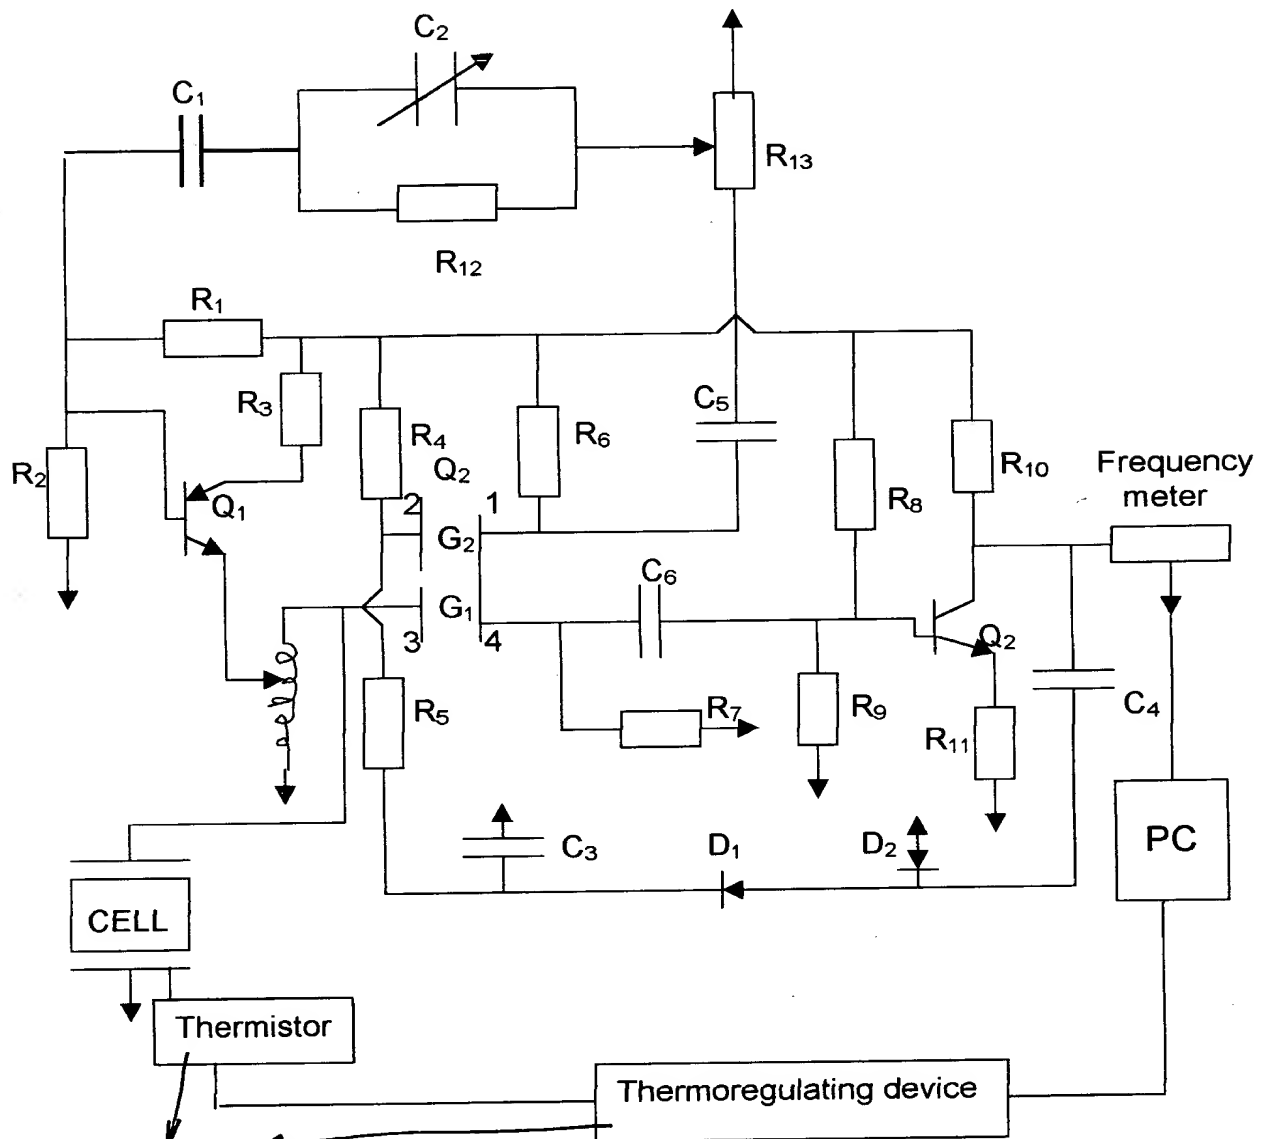 C₂
C₁
R₁₃
R₁₂
R₁
R₃
C₅
R₄
R₆
R₂
Q₂
R₁₀
Frequency
meter
2
1
Q₁
R₈
G₂
C₆
G₁
3
4
Q₂
R₅
R₇
R₉
C₄
R₁₁
C₃
D₁
D₂
PC
CELL
Thermistor
Thermoregulating device